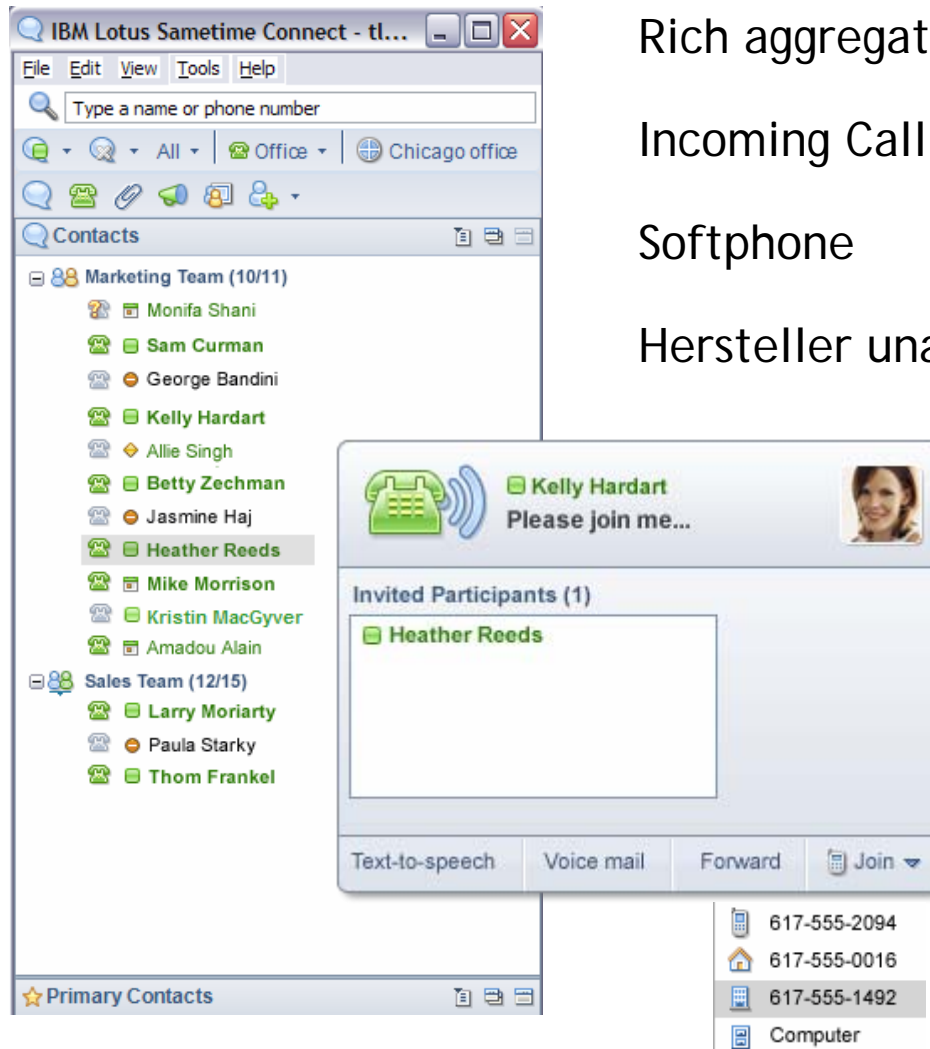 IBM Lotus Sametime Connect - tl...
File Edit View Tools Help
Type a name or phone number
All Office Chicago office
Contacts
Marketing Team (10/11)
Monifa Shani
Sam Curman
George Bandini
Kelly Hardart
Allie Singh
Betty Zechman
Jasmine Haj
Heather Reeds
Mike Morrison
Kristin MacGyver
Amadou Alain
Sales Team (12/15)
Larry Moriarty
Paula Starky
Thom Frankel
Primary Contacts
Rich aggregat
Incoming Call
Softphone
Hersteller una
Kelly Hardart
Please join me...
Invited Participants (1)
Heather Reeds
Text-to-speech Voice mail Forward Join
617-555-2094
617-555-0016
617-555-1492
Computer